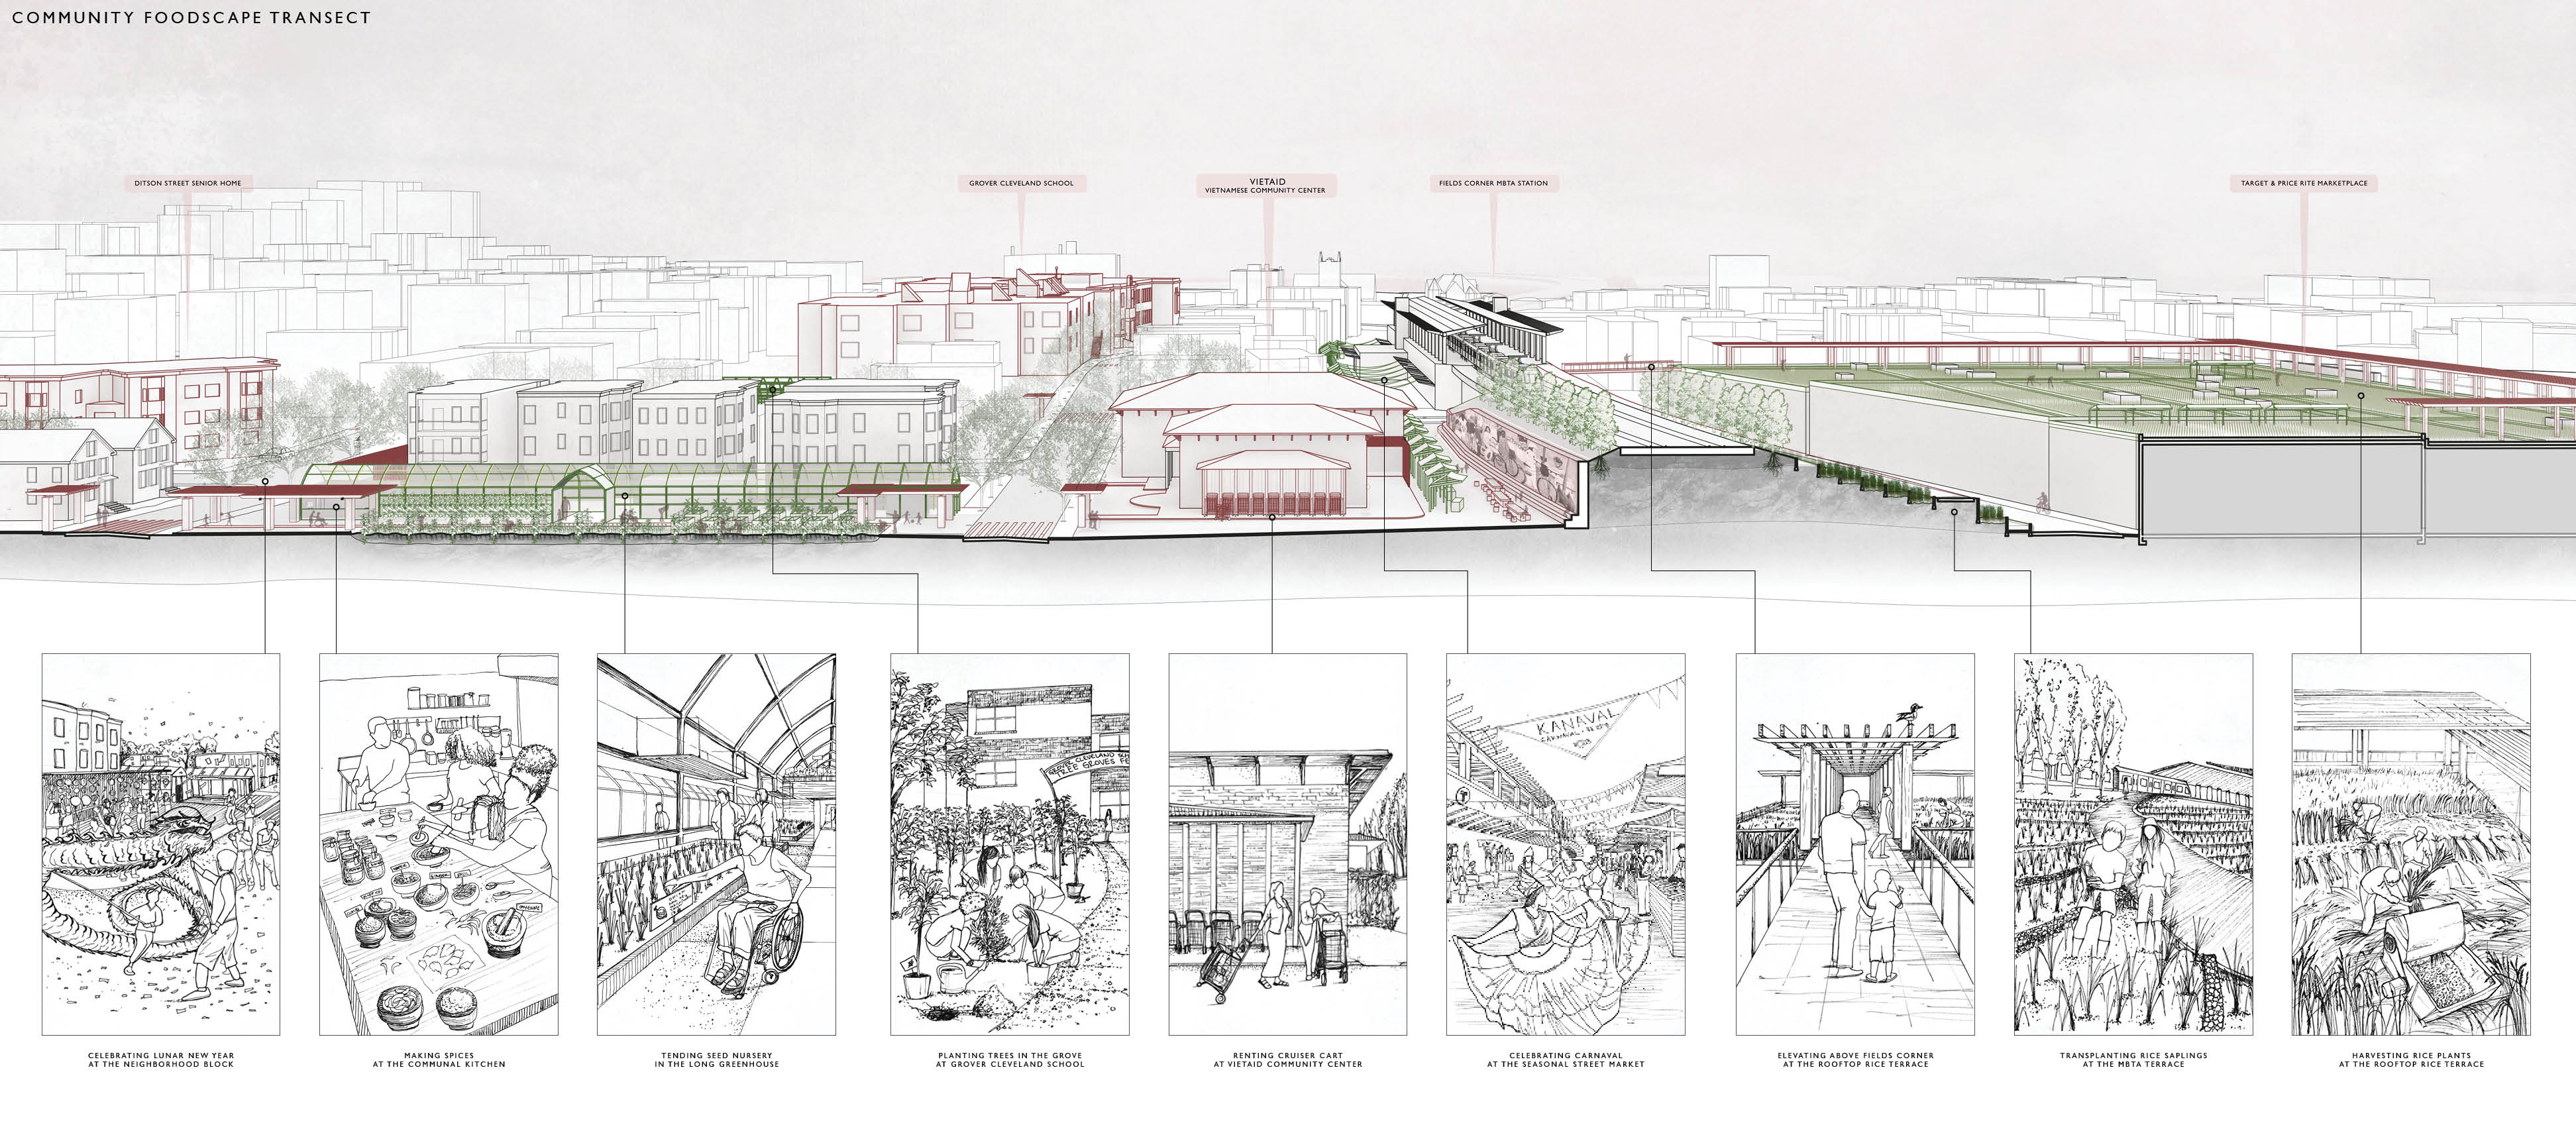 COMMUNITY FOODSCAPE TRANSECT
DITSON STREET SENIOR HOME
GROVER CLEVELAND SCHOOL
VIETAID
VIETNAMESE COMMUNITY CENTER
FIELDS CORNER MBTA STATION
TARGET & PRICE RITE MARKETPLACE
GROVER CLEVELAND
TREE GROVES
KANAVAL
CELEBRATING LUNAR NEW YEAR
AT THE NEIGHBORHOOD BLOCK
MAKING SPICES
AT THE COMMUNAL KITCHEN
TENDING SEED NURSERY
IN THE LONG GREENHOUSE
PLANTING TREES IN THE GROVE
AT GROVER CLEVELAND SCHOOL
RENTING CRUISER CART
AT VIETAID COMMUNITY CENTER
CELEBRATING CARNAVAL
AT THE SEASONAL STREET MARKET
ELEVATING ABOVE FIELDS CORNER
AT THE ROOFTOP RICE TERRACE
TRANSPLANTING RICE SAPLINGS
AT THE MBTA TERRACE
HARVESTING RICE PLANTS
AT THE ROOFTOP RICE TERRACE